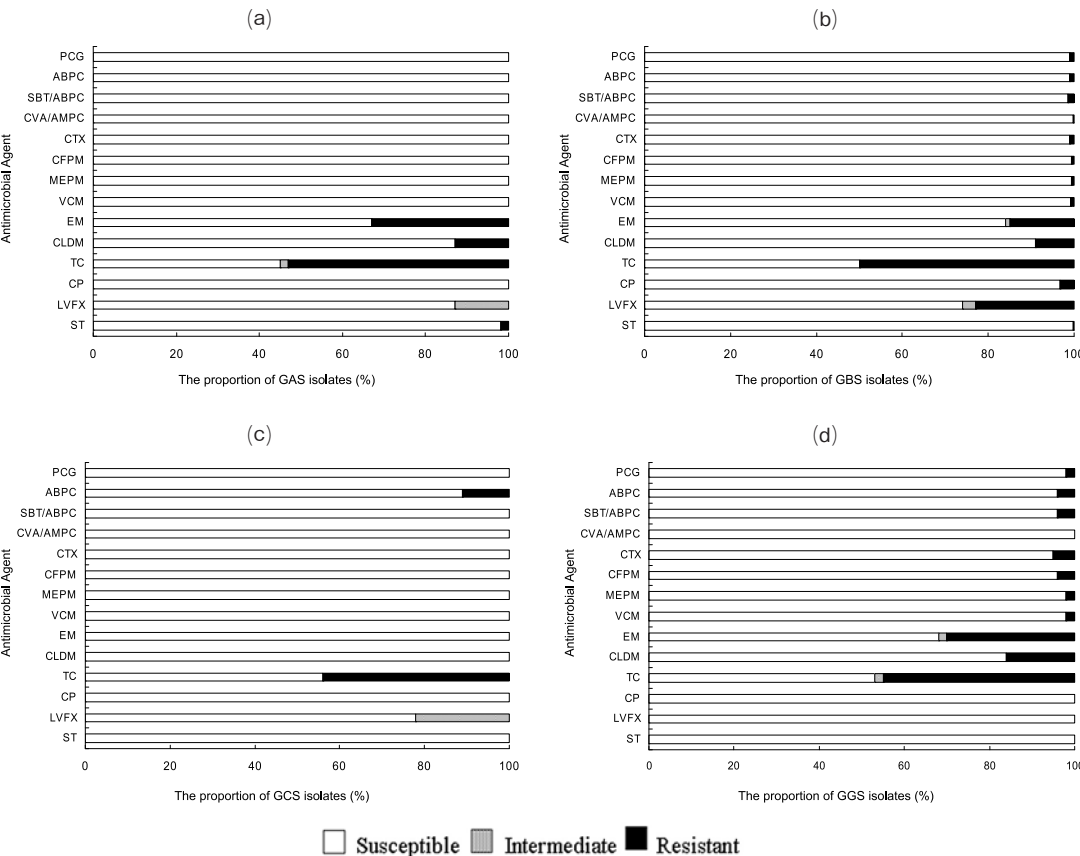 (a)
Antimicrobial Agent
PCG
ABPC
SBT/ABPC
CVA/AMPC
CTX
CFPM
MEPM
VCM
EM
CLDM
TC
CP
LVFX
ST
0 20 40 60 80 100
The proportion of GAS isolates (%)
(b)
Antimicrobial Agent
PCG
ABPC
SBT/ABPC
CVA/AMPC
CTX
CFPM
MEPM
VCM
EM
CLDM
TC
CP
LVFX
ST
0 20 40 60 80 100
The proportion of GBS isolates (%)
(c)
Antimicrobial Agent
PCG
ABPC
SBT/ABPC
CVA/AMPC
CTX
CFPM
MEPM
VCM
EM
CLDM
TC
CP
LVFX
ST
0 20 40 60 80 100
The proportion of GCS isolates (%)
(d)
Antimicrobial Agent
PCG
ABPC
SBT/ABPC
CVA/AMPC
CTX
CFPM
MEPM
VCM
EM
CLDM
TC
CP
LVFX
ST
0 20 40 60 80 100
The proportion of GGS isolates (%)
Susceptible Intermediate Resistant